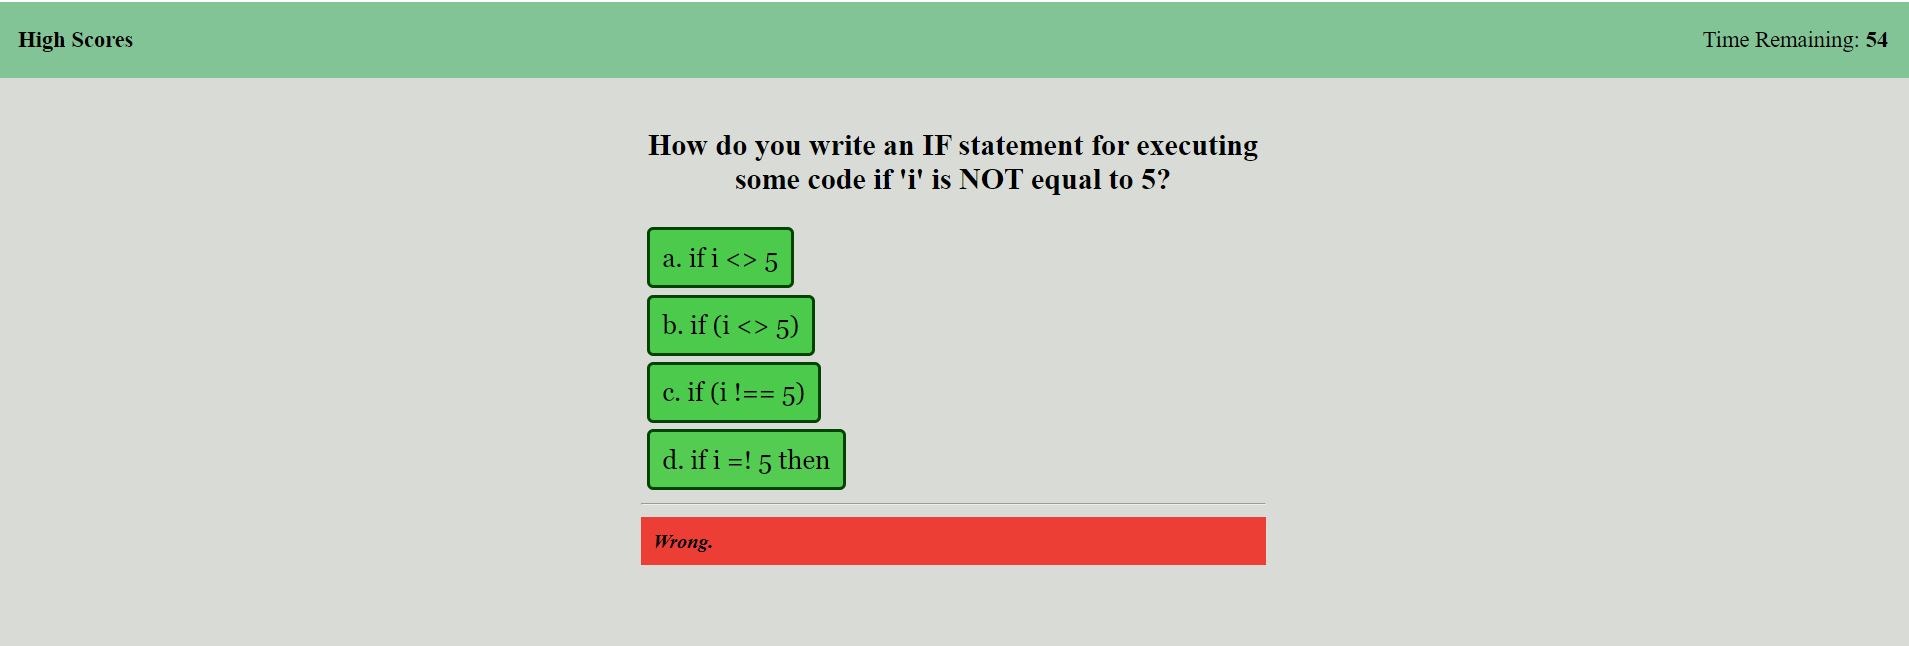 High Scores
Time Remaining: 54
How do you write an IF statement for executing
some code if 'i' is NOT equal to 5?
a. if i <> 5
b. if (i <> 5)
c. if (i !== 5)
d. if i =! 5 then
Wrong.